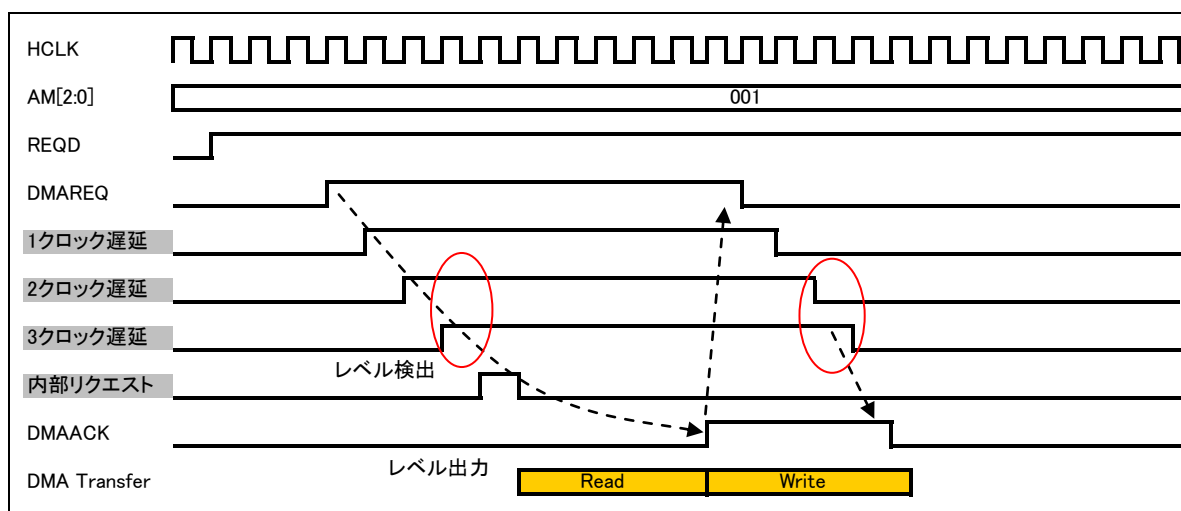 HCLK
AM[2:0]
001
REQD
DMAREQ
1クロック遅延
2クロック遅延
3クロック遅延
レベル検出
内部リクエスト
DMAACK
レベル出力
DMA Transfer
Read
Write